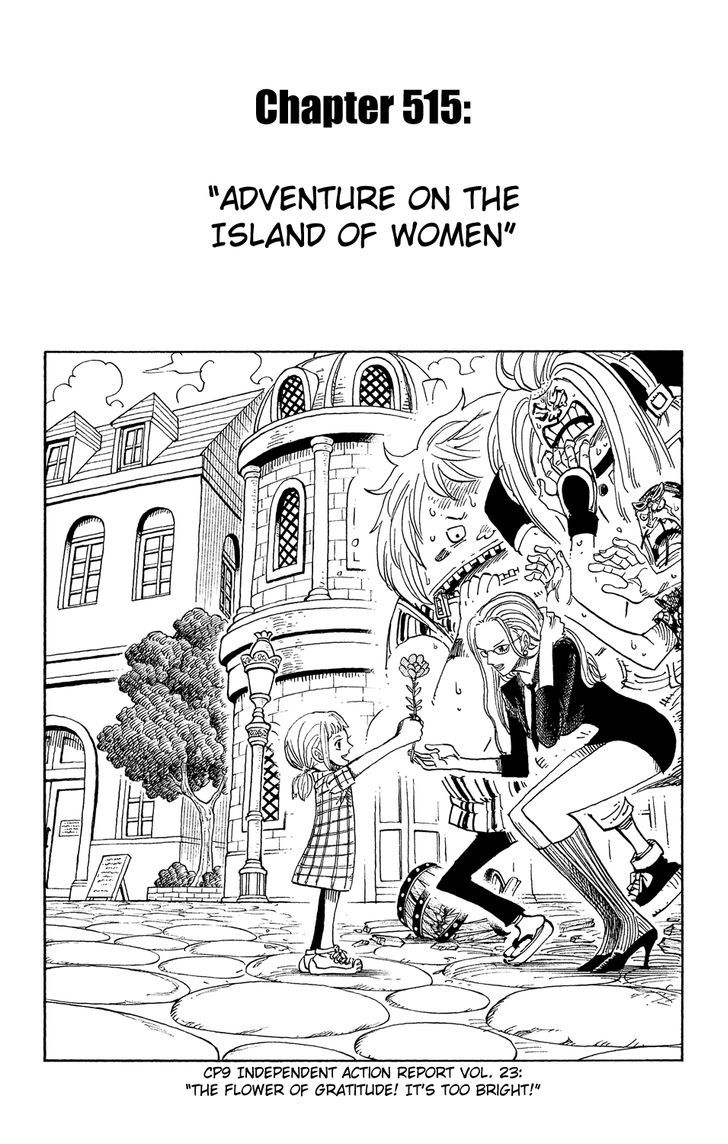 Chapter 515:
"ADVENTURE ON THE
ISLAND OF WOMEN"
CP9 INDEPENDENT ACTION REPORT VOL. 23:
"THE FLOWER OF GRATITUDE! IT'S TOO BRIGHT!"